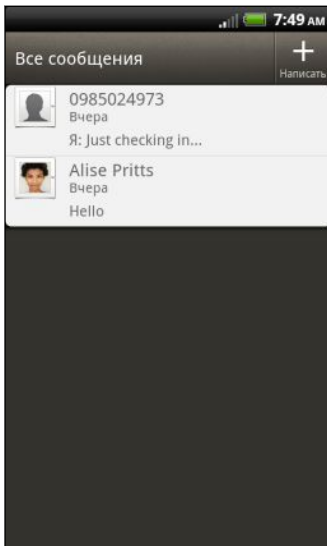 7:49 AM
Все сообщения
Написать
0985024973
Вчера
Я: Just checking in...
Alise Pritts
Вчера
Hello